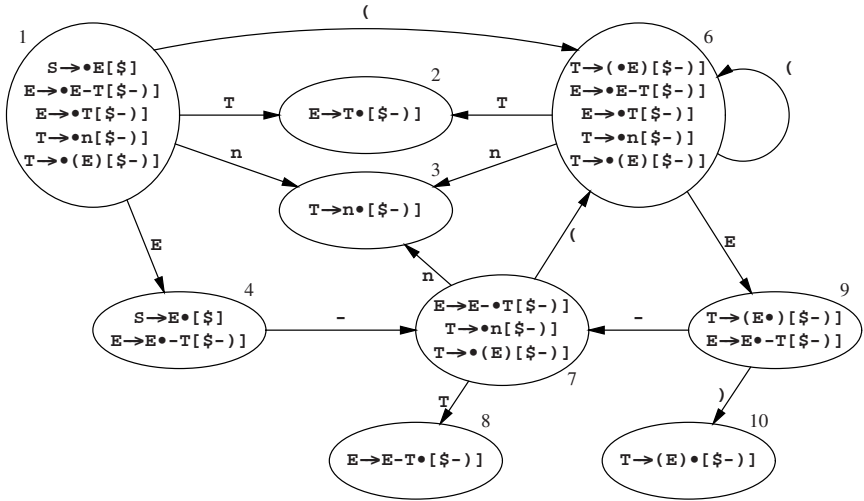 (
1
S→•E[$]
E→•E-T[$-)]
E→•T[$-)]
T→•n[$-)]
T→•(E)[$-)]
T
2
E→T•[$-)]
T
6
T→(•E)[$-)]
E→•E-T[$-)]
E→•T[$-)]
T→•n[$-)]
T→•(E)[$-)]
(
n
n
3
T→n•[$-)]
E
(
E
n
4
S→E•[$]
E→E•-T[$-)]
-
E→E-•T[$-)]
T→•n[$-)]
T→•(E)[$-)]
7
-
9
T→(E•)[$-)]
E→E•-T[$-)]
T
)
8
E→E-T•[$-)]
10
T→(E)•[$-)]